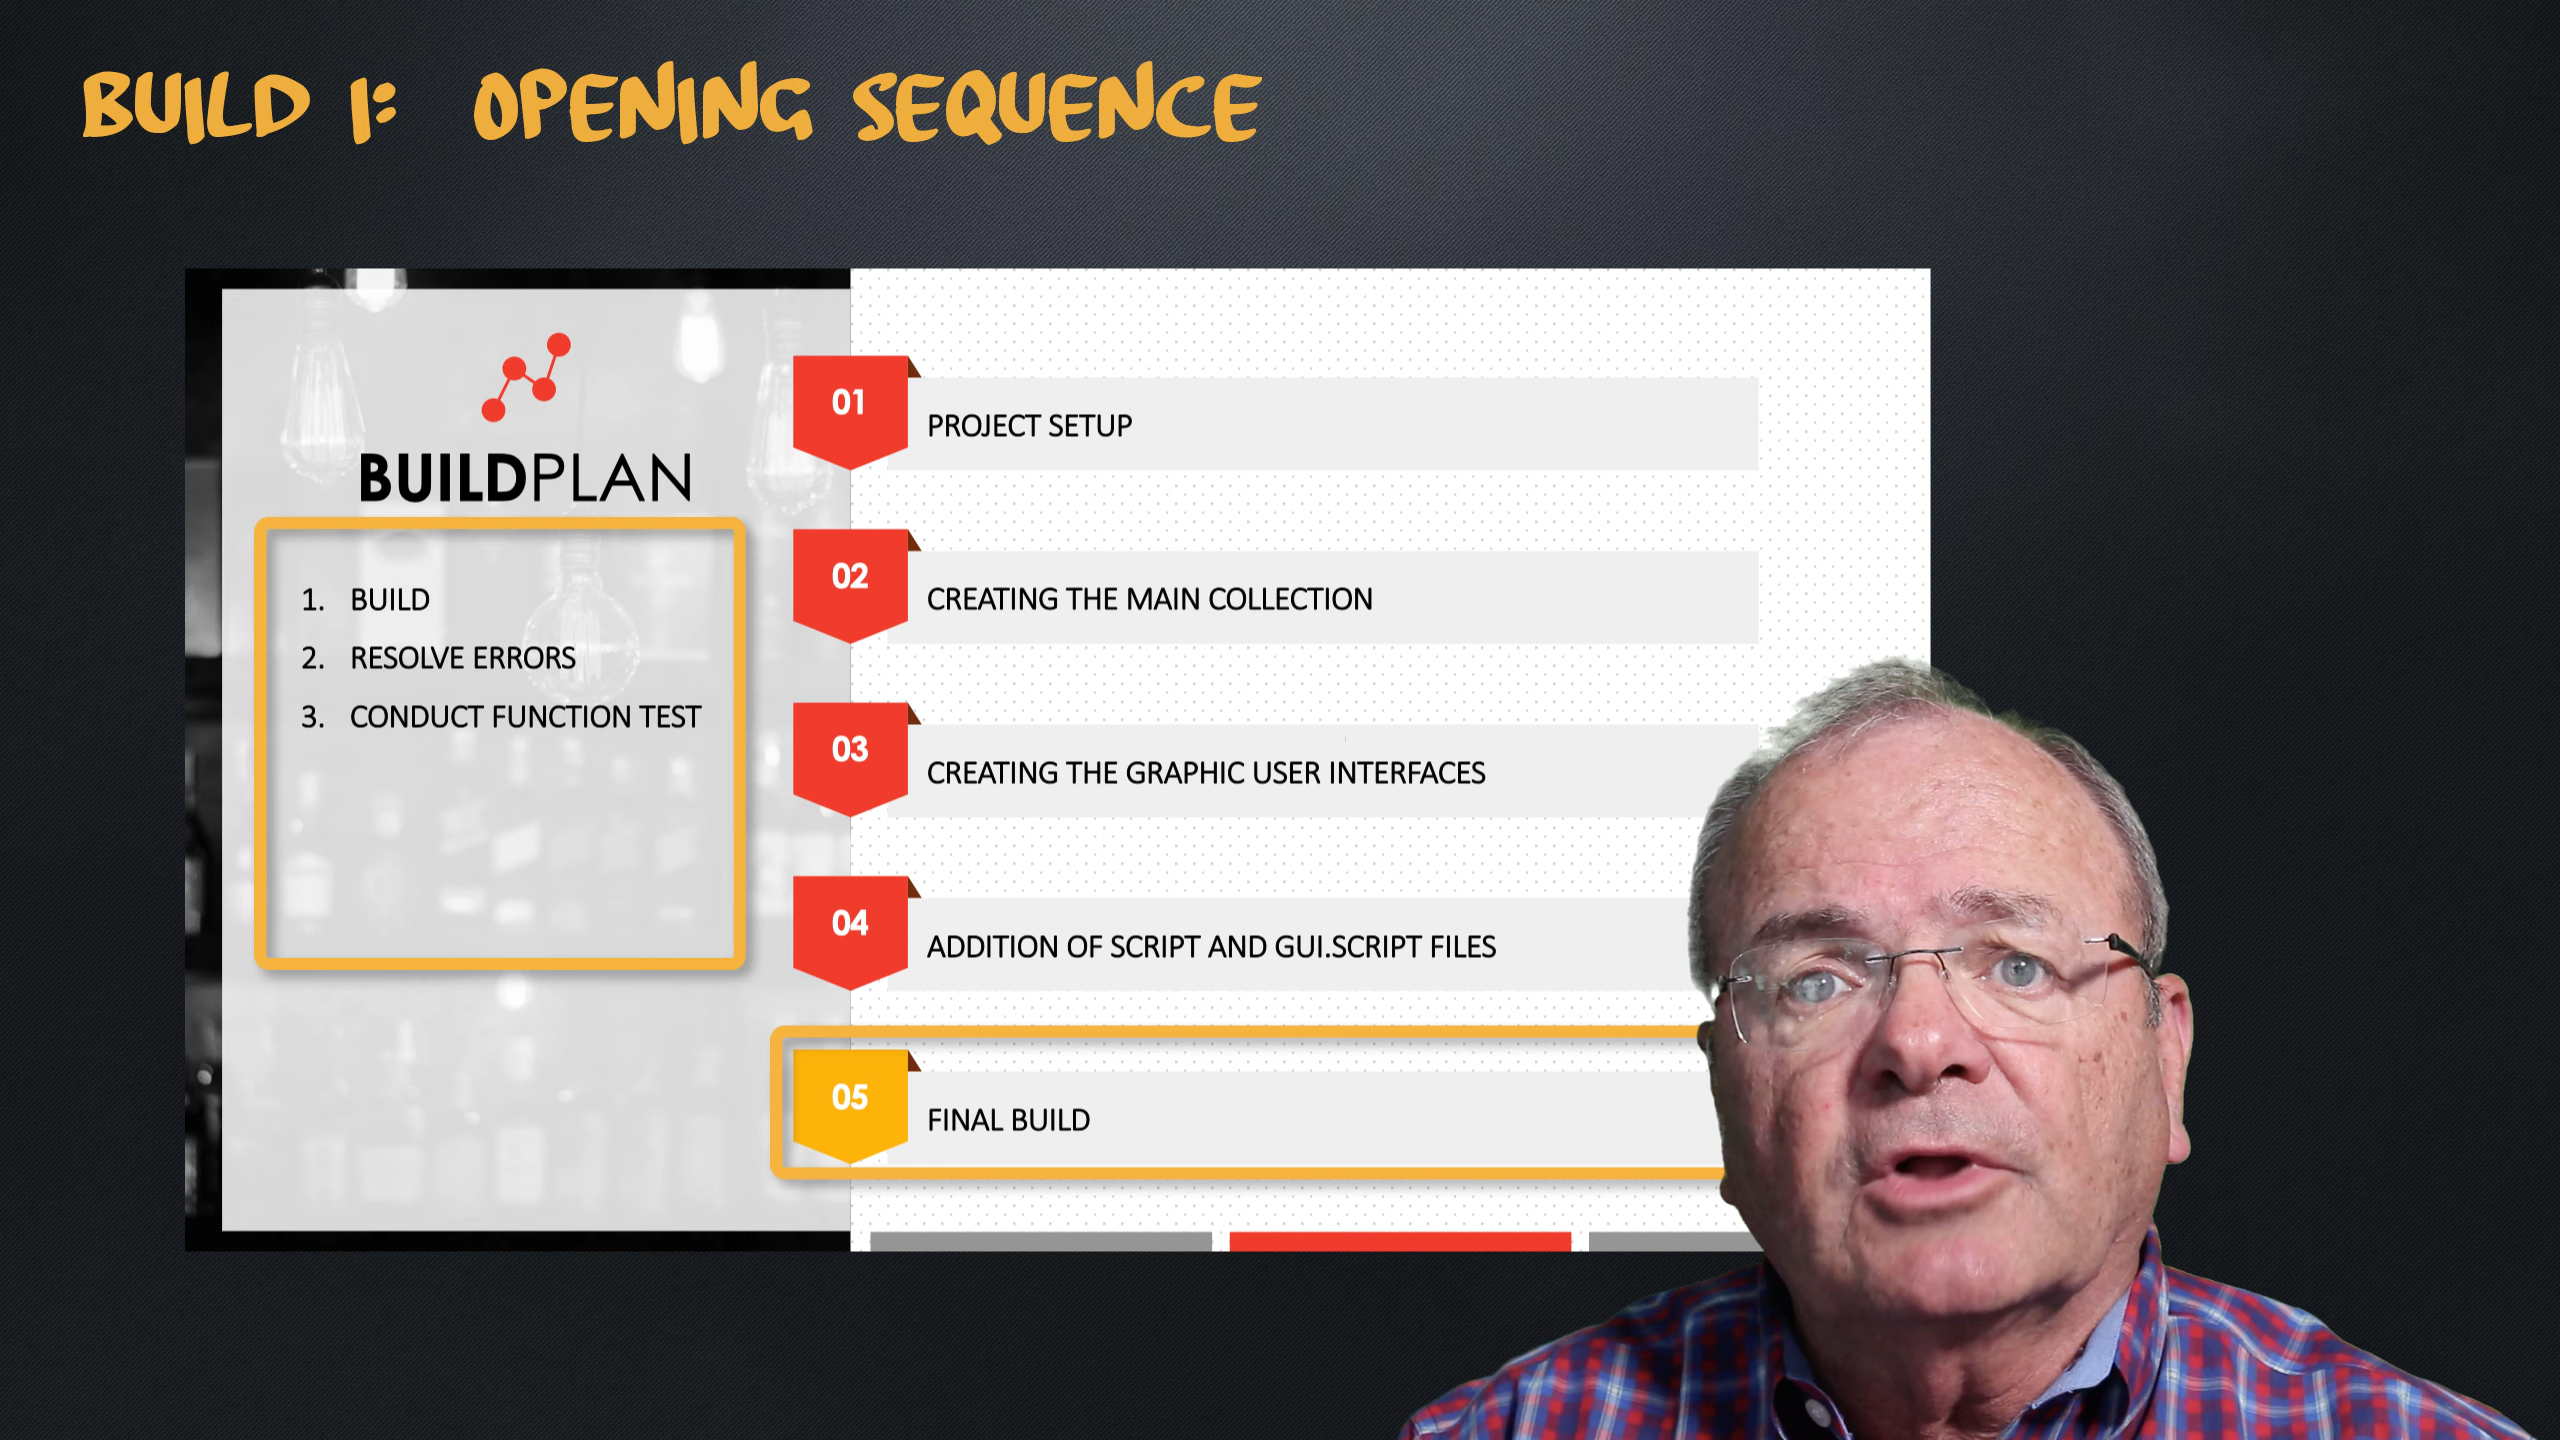 BUILD 1: OPENING SEQUENCE
BUILDPLAN
1. BUILD
2. RESOLVE ERRORS
3. CONDUCT FUNCTION TEST
01
PROJECT SETUP
02
CREATING THE MAIN COLLECTION
03
CREATING THE GRAPHIC USER INTERFACES
04
ADDITION OF SCRIPT AND GUI.SCRIPT FILES
05
FINAL BUILD